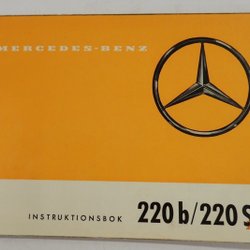 MERCEDES-BENZ
INSTRUKTIONSBOK 220 b/220 S